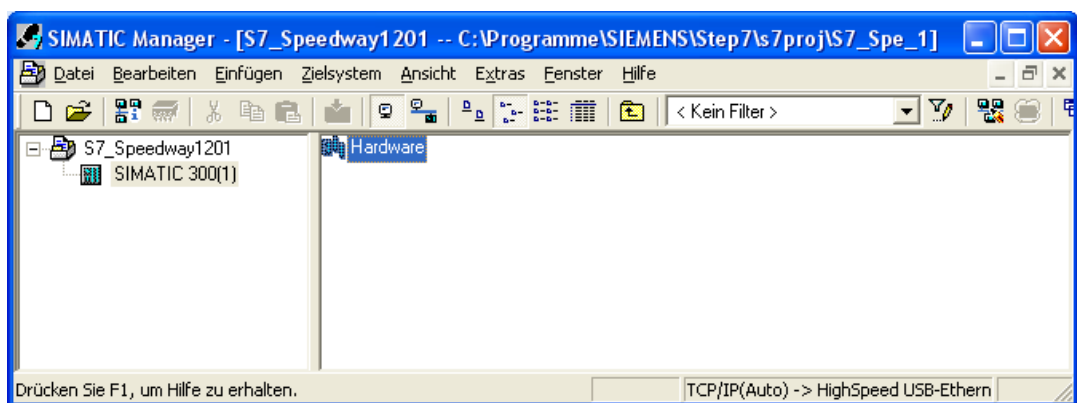 SIMATIC Manager - [S7_Speedway1201 -- C:\Programme\SIEMENS\Step7\s7proj\S7_Spe_1]
Datei Bearbeiten Einfügen Zielsystem Ansicht Extras Fenster Hilfe
< Kein Filter >
S7_Speedway1201
SIMATIC 300(1)
Hardware
Drücken Sie F1, um Hilfe zu erhalten.
TCP/IP(Auto) -> HighSpeed USB-Ethern